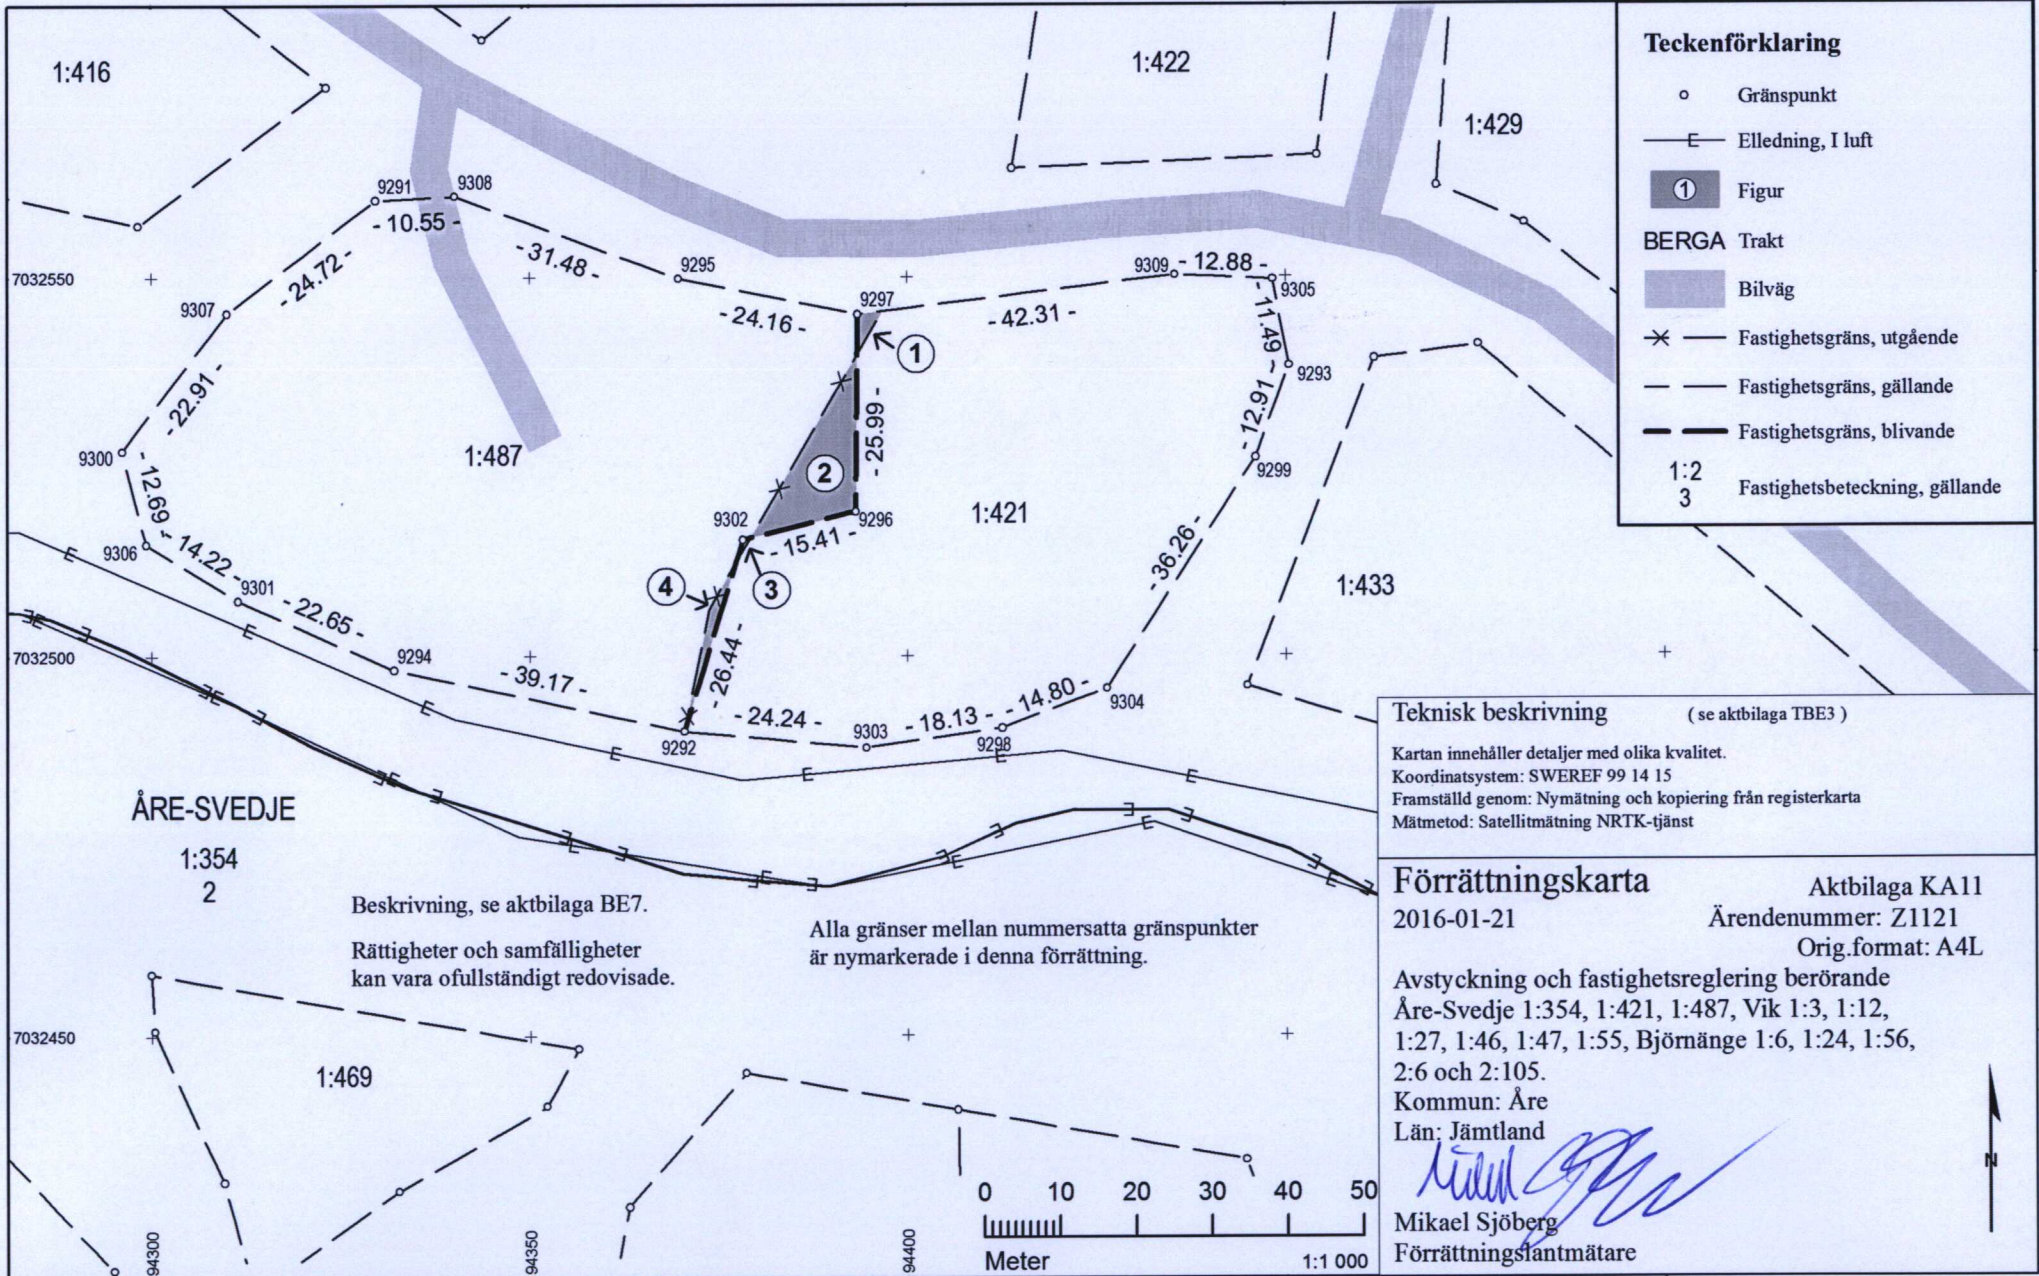 1:416
1:422
1:429
9291
9308
- 10.55 -
- 24.72 -
- 31.48 -
7032550
9295
9309
- 12.88 -
9305
9307
9297
- 24.16 -
- 42.31 -
- 11.49 -
1
- 22.91 -
9293
- 12.91 -
- 25.99 -
9300
1:487
2
9299
- 12.69 -
9302
9296
1:421
- 15.41 -
9306
- 14.22 -
- 36.26 -
E
4
3
1:433
9301
- 22.65 -
E
7032500
9294
- 39.17 -
- 26.44 -
- 14.80 -
9304
- 24.24 -
- 18.13 -
9292
9303
9298
E
E
E
E
E
ÅRE-SVEDJE
1:354
2
E
E
E
E
E
Beskrivning, se aktbilaga BE7.
Rättigheter och samfälligheter
kan vara ofullständigt redovisade.
Alla gränser mellan nummersatta gränspunkter
är nymarkerade i denna förrättning.
7032450
1:469
94300
94350
94400
0 10 20 30 40 50
Meter
1:1 000
Teckenförklaring
Gränspunkt
E Elledning, I luft
1 Figur
BERGA Trakt
Bilväg
Fastighetsgräns, utgående
Fastighetsgräns, gällande
Fastighetsgräns, blivande
1:2
3
Fastighetsbeteckning, gällande
Teknisk beskrivning ( se aktbilaga TBE3 )
Kartan innehåller detaljer med olika kvalitet.
Koordinatsystem: SWEREF 99 14 15
Framställd genom: Nymätning och kopiering från registerkarta
Mätmetod: Satellitmätning NRTK-tjänst
Förrättningskarta
2016-01-21
Aktbilaga KA11
Ärendenummer: Z1121
Orig.format: A4L
Avstyckning och fastighetsreglering berörande
Åre-Svedje 1:354, 1:421, 1:487, Vik 1:3, 1:12,
1:27, 1:46, 1:47, 1:55, Björnänge 1:6, 1:24, 1:56,
2:6 och 2:105.
Kommun: Åre
Län: Jämtland
Mikael Sjöberg
Förrättningslantmätare
N